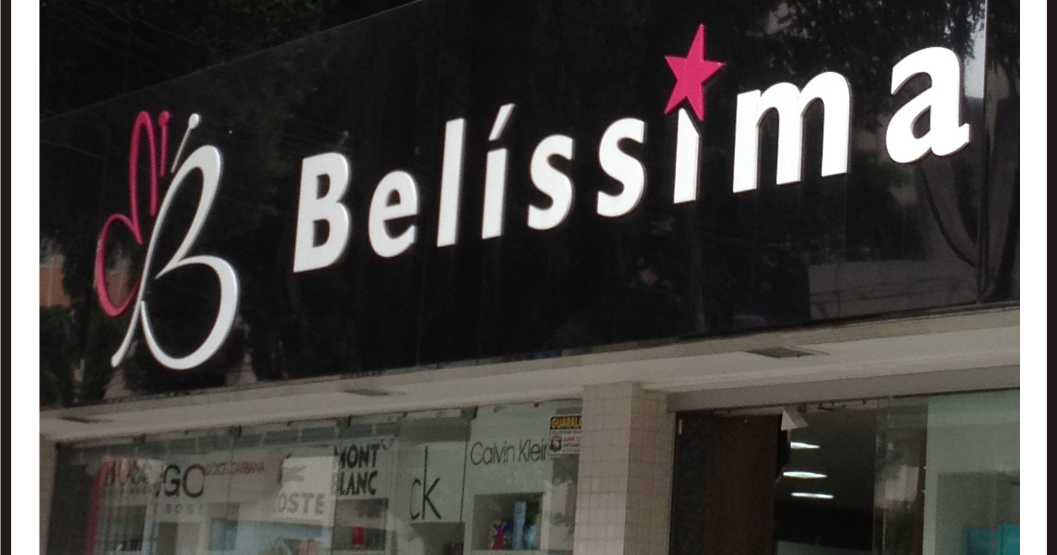 B Belíssima
HUGO
DOLCE & GABBANA
MONT
BLANC
ck
Calvin Klein